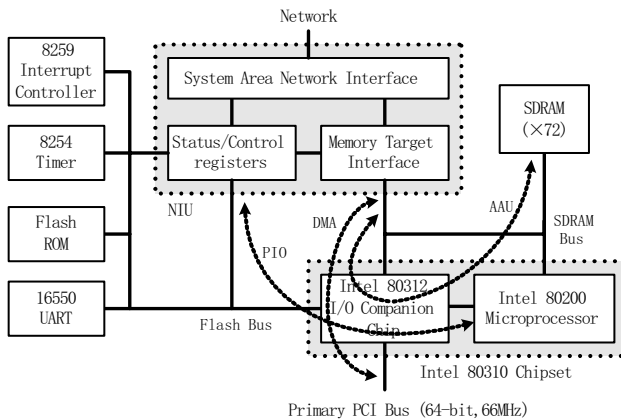 Network
8259
Interrupt
Controller
System Area Network Interface
SDRAM
(×72)
8254
Timer
Status/Control
registers
Memory Target
Interface
NIU
DMA
AAU
Flash
ROM
PIO
SDRAM
Bus
16550
UART
Flash Bus
Intel 80312
I/O Companion
Chip
Intel 80200
Microprocessor
Intel 80310 Chipset
Primary PCI Bus (64-bit,66MHz)